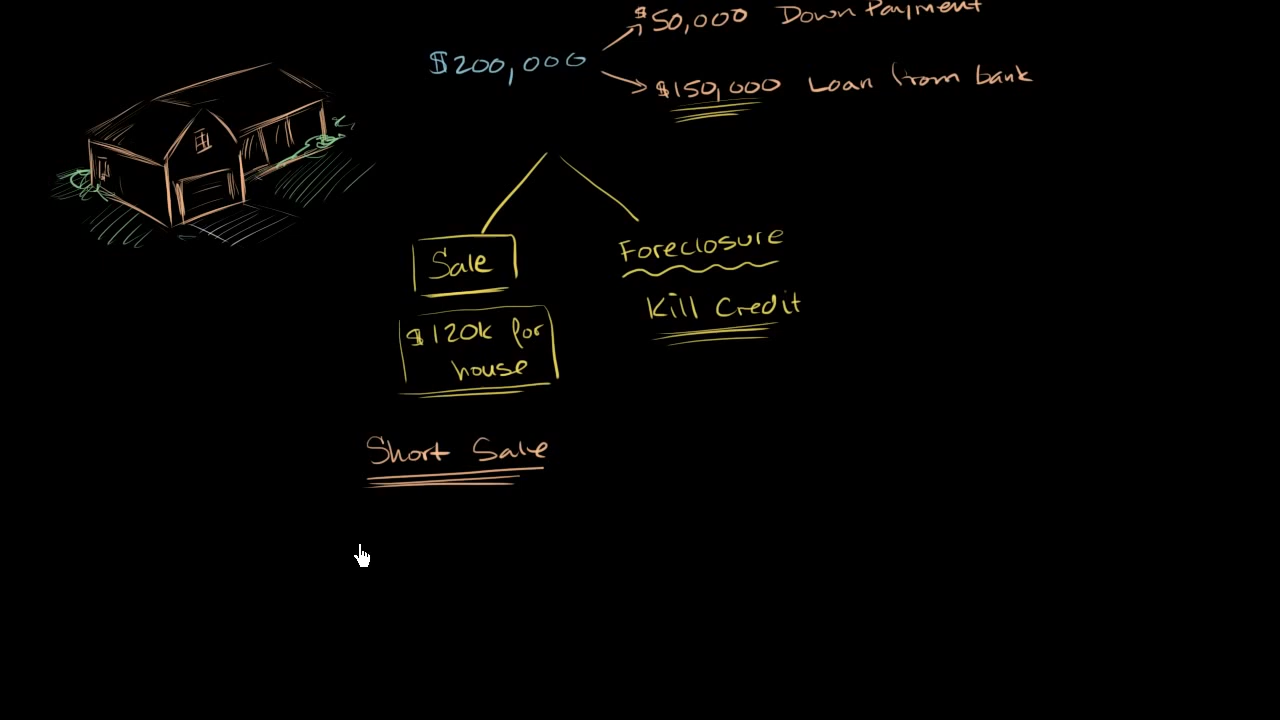 $50,000 Down Payment
$200,000
$150,000 Loan from bank
Sale
Foreclosure
Kill Credit
$120k for
house
Short Sale